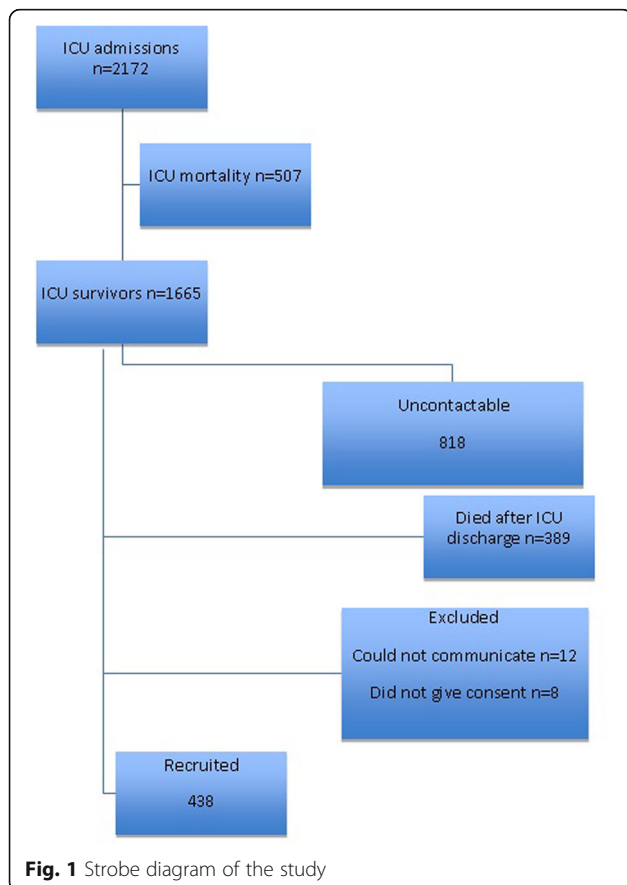 ICU admissions
n=2172
ICU mortality n=507
ICU survivors n=1665
Uncontactable
818
Died after ICU
discharge n=389
Excluded
Could not communicate n=12
Did not give consent n=8
Recruited
438
Fig. 1 Strobe diagram of the study